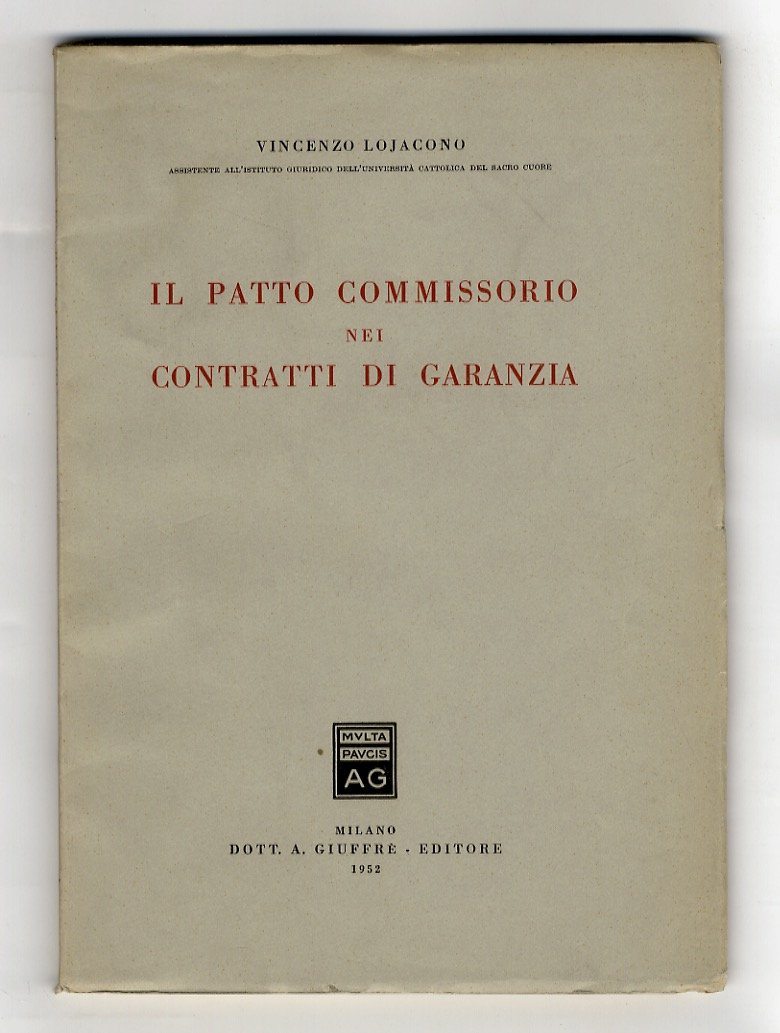 VINCENZO LOJACONO
ASSISTENTE ALL'ISTITUTO GIURIDICO DELL'UNIVERSITÀ CATTOLICA DEL SACRO CUORE
IL PATTO COMMISSORIO
NEI
CONTRATTI DI GARANZIA
MVLTA
PAVCIS
AG
MILANO
DOTT. A. GIUFFRÈ - EDITORE
1952